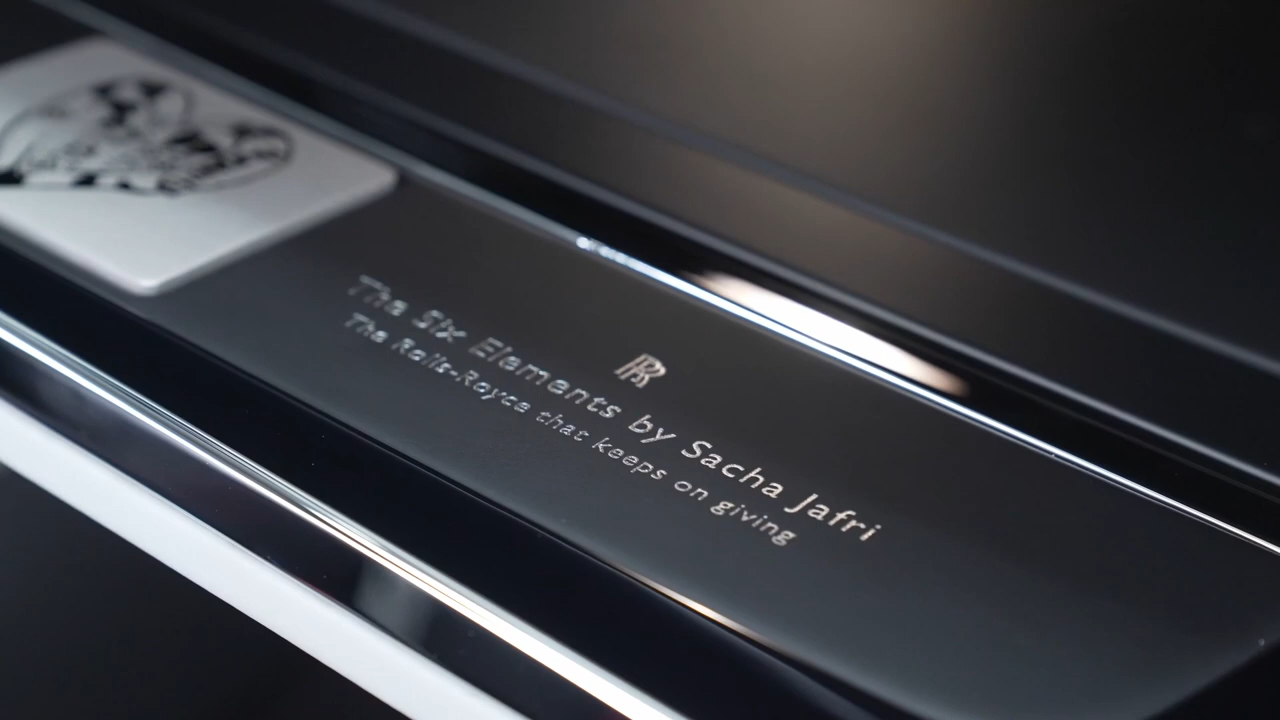 RR
The Six Elements by Sacha Jafri
The Rolls-Royce that keeps on giving